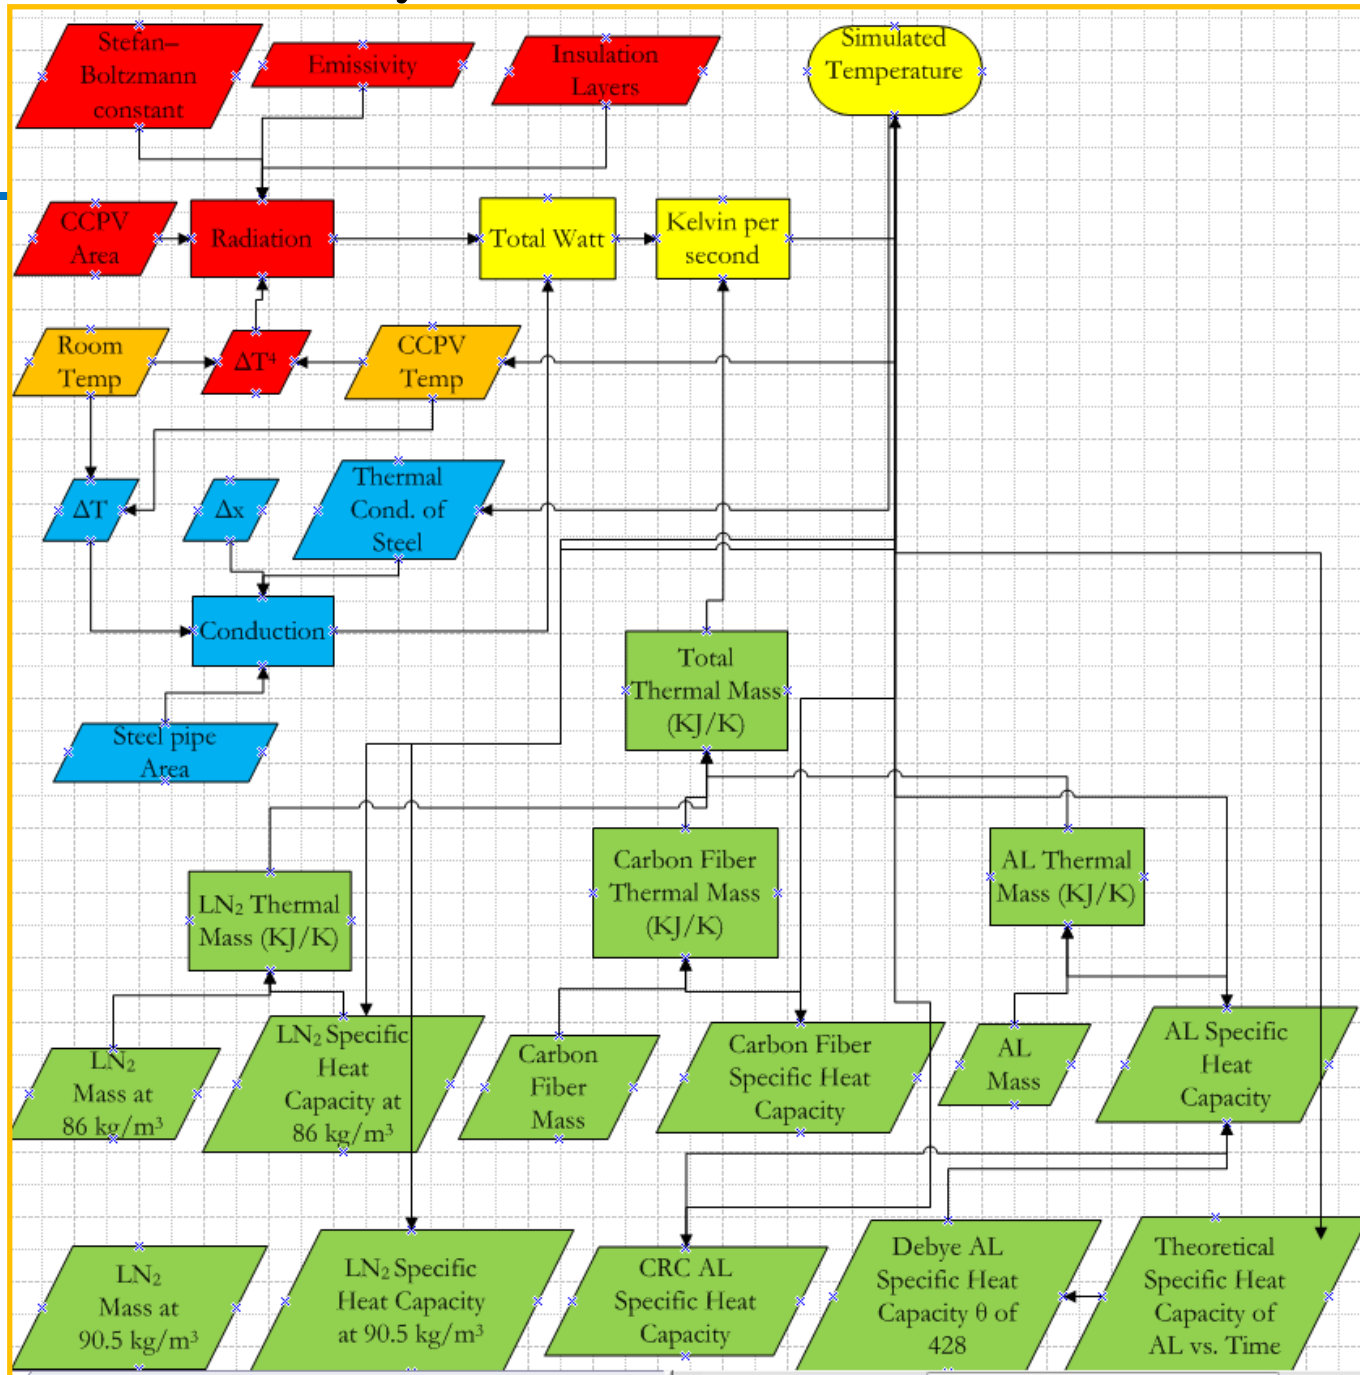 Stefan–
Boltzmann
constant
Emissivity
Insulation
Layers
Simulated
Temperature
CCPV
Area
Radiation
Total Watt
Kelvin per
second
Room
Temp
ΔT⁴
CCPV
Temp
ΔT
Δx
Thermal
Cond. of
Steel
Conduction
Steel pipe
Area
Total
Thermal Mass
(KJ/K)
LN₂ Thermal
Mass (KJ/K)
Carbon Fiber
Thermal Mass
(KJ/K)
AL Thermal
Mass (KJ/K)
LN₂
Mass at
86 kg/m³
LN₂ Specific
Heat
Capacity at
86 kg/m³
Carbon
Fiber
Mass
Carbon Fiber
Specific Heat
Capacity
AL
Mass
AL Specific
Heat
Capacity
LN₂
Mass at
90.5 kg/m³
LN₂ Specific
Heat Capacity
at 90.5 kg/m³
CRC AL
Specific Heat
Capacity
Debye AL
Specific Heat
Capacity θ of
428
Theoretical
Specific Heat
Capacity of
AL vs. Time